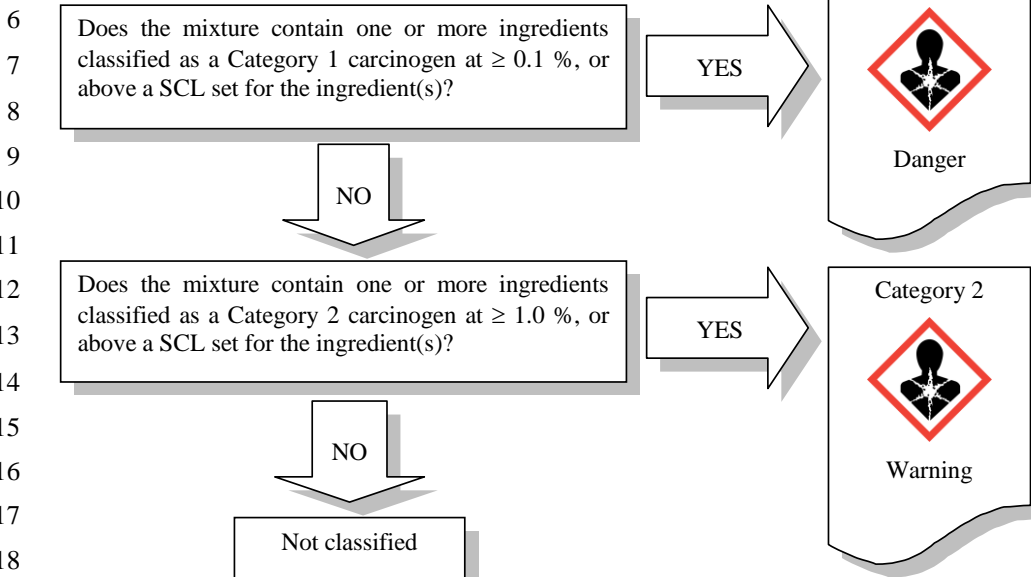 6
Does the mixture contain one or more ingredients
7
classified as a Category 1 carcinogen at ≥ 0.1 %, or
above a SCL set for the ingredient(s)?
YES
8
9
Danger
NO
10
11
12
Does the mixture contain one or more ingredients
Category 2
13
classified as a Category 2 carcinogen at ≥ 1.0 %, or
above a SCL set for the ingredient(s)?
YES
14
15
NO
16
Warning
17
Not classified
18